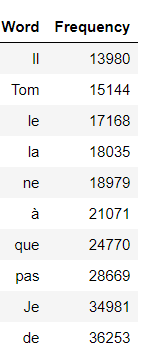 Word Frequency
Il 13980
Tom 15144
le 17168
la 18035
ne 18979
à 21071
que 24770
pas 28669
Je 34981
de 36253